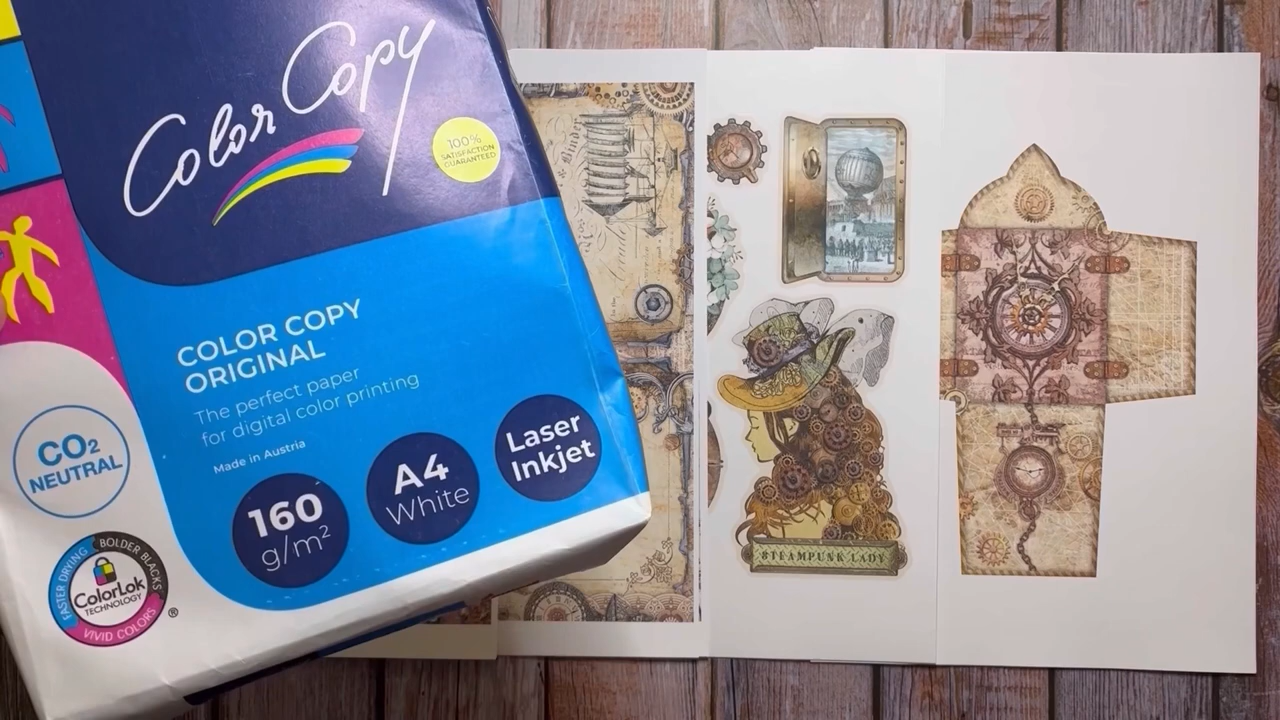 Color Copy
100%
SATISFACTION
GUARANTEED
COLOR COPY
ORIGINAL
The perfect paper
for digital color printing
Made in Austria
CO2
NEUTRAL
160
g/m²
A4
White
Laser
Inkjet
FASTER DRYING BOLDER BLACKS
ColorLok
TECHNOLOGY
VIVID COLORS
®
STEAMPUNK LADY